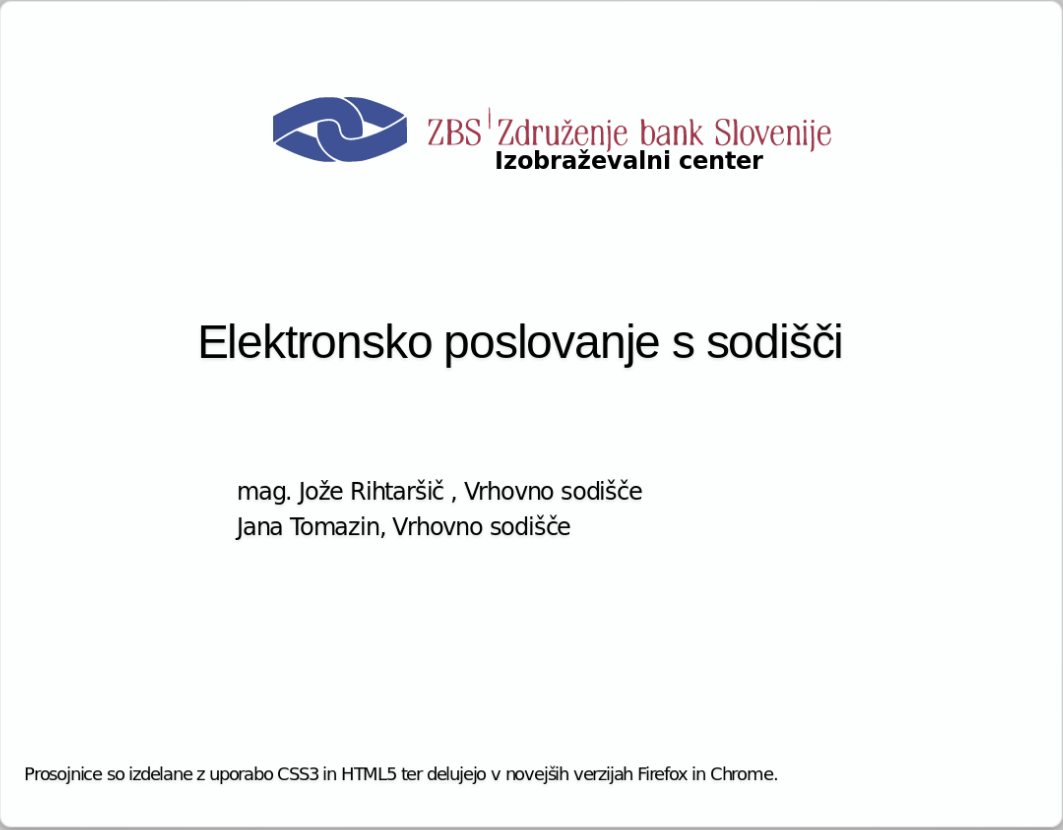 ZBS Združenje bank Slovenije
Izobraževalni center
Elektronsko poslovanje s sodišči
mag. Jože Rihtaršič , Vrhovno sodišče
Jana Tomazin, Vrhovno sodišče
Prosojnice so izdelane z uporabo CSS3 in HTML5 ter delujejo v novejših verzijah Firefox in Chrome.